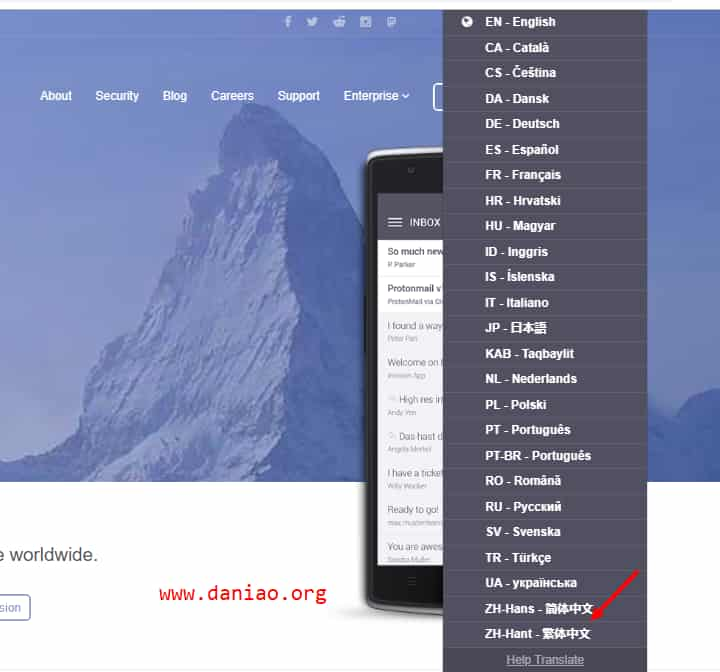 About
Security
Blog
Careers
Support
Enterprise
INBOX
So much new
P. Parker
Protonmail v
ProtonMail via
I found a way
Peter Pan
Welcome on
Invision App
High res
Andy Yen
Das hast d
Angela Merkel
I have a ticket
Willy Wocker
Ready to go!
You are awes
Sandra Muller
e worldwide.
sion
www.daniao.org
EN - English
CA - Català
CS - Čeština
DA - Dansk
DE - Deutsch
ES - Español
FR - Français
HR - Hrvatski
HU - Magyar
ID - Inggris
IS - Íslenska
IT - Italiano
JP - 日本語
KAB - Taqbaylit
NL - Nederlands
PL - Polski
PT - Português
PT-BR - Português
RO - Română
RU - Русский
SV - Svenska
TR - Türkçe
UA - українська
ZH-Hans - 简体中文
ZH-Hant - 繁体中文
Help Translate